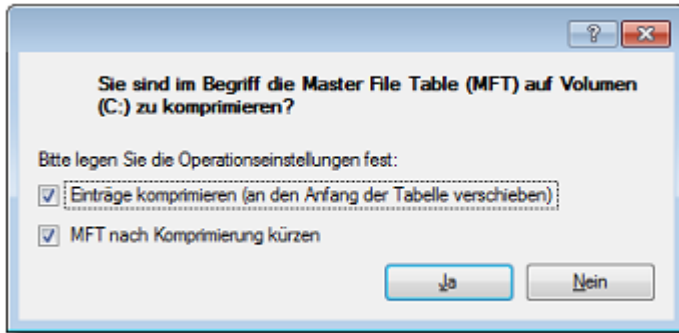 Sie sind im Begriff die Master File Table (MFT) auf Volumen
(C:) zu komprimieren?
Bitte legen Sie die Operationseinstellungen fest:
Einträge komprimieren (an den Anfang der Tabelle verschieben)
MFT nach Komprimierung kürzen
Ja Nein